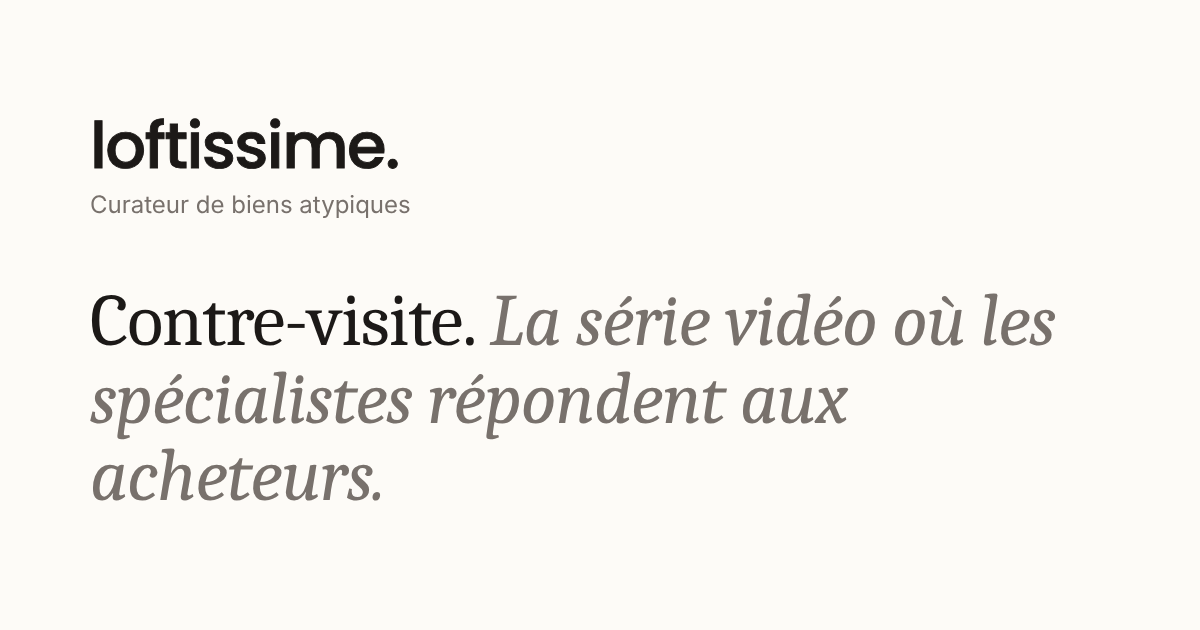 loftissime.
Curateur de biens atypiques
Contre-visite. La série vidéo où les
spécialistes répondent aux
acheteurs.